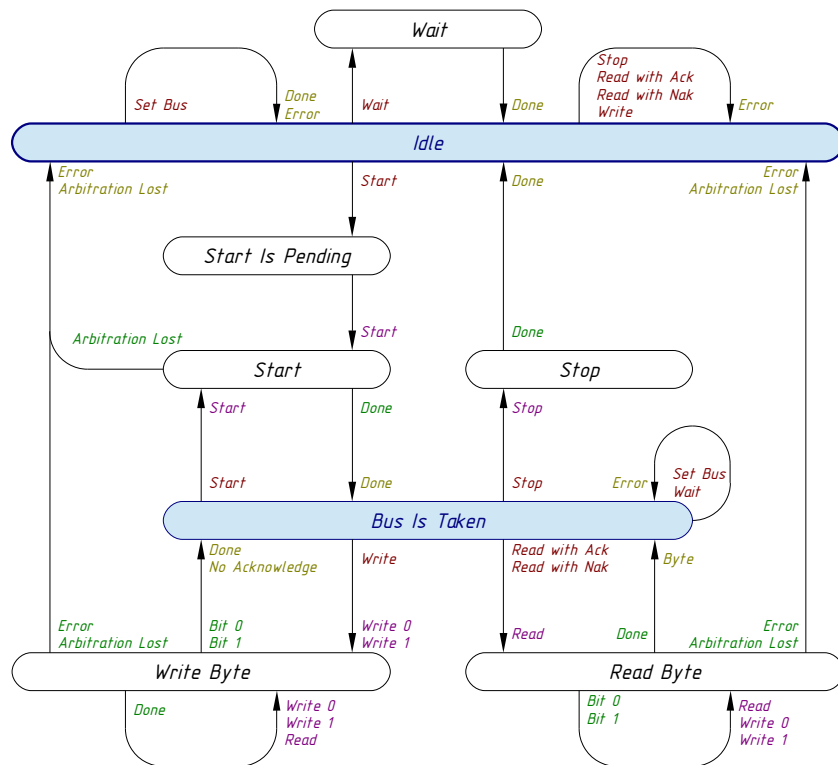 Wait
Set Bus
Done
Error
Wait
Done
Stop
Read with Ack
Read with Nak
Write
Error
Idle
Error
Arbitration Lost
Start
Done
Error
Arbitration Lost
Start Is Pending
Arbitration Lost
Start
Done
Start
Stop
Start
Done
Stop
Start
Done
Stop
Error
Set Bus
Wait
Bus Is Taken
Done
No Acknowledge
Write
Read with Ack
Read with Nak
Byte
Error
Arbitration Lost
Bit 0
Bit 1
Write 0
Write 1
Read
Done
Error
Arbitration Lost
Write Byte
Read Byte
Done
Write 0
Write 1
Read
Bit 0
Bit 1
Read
Write 0
Write 1